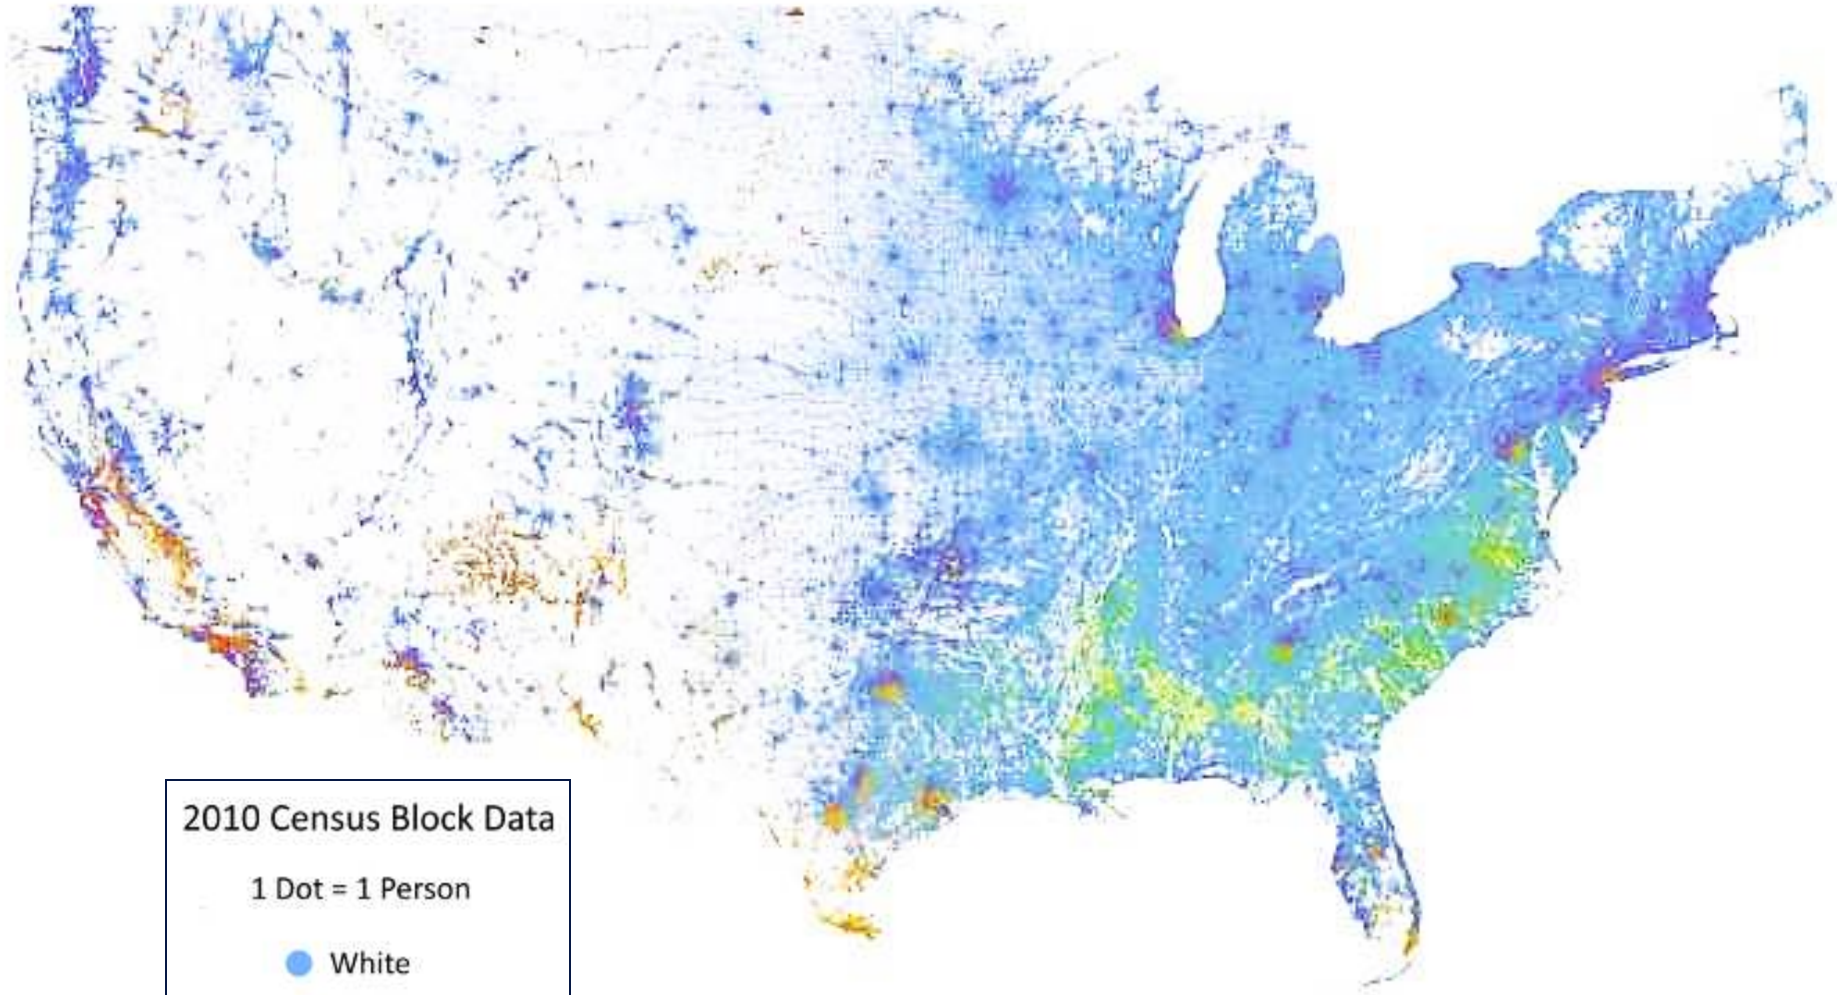 2010 Census Block Data
1 Dot = 1 Person
White